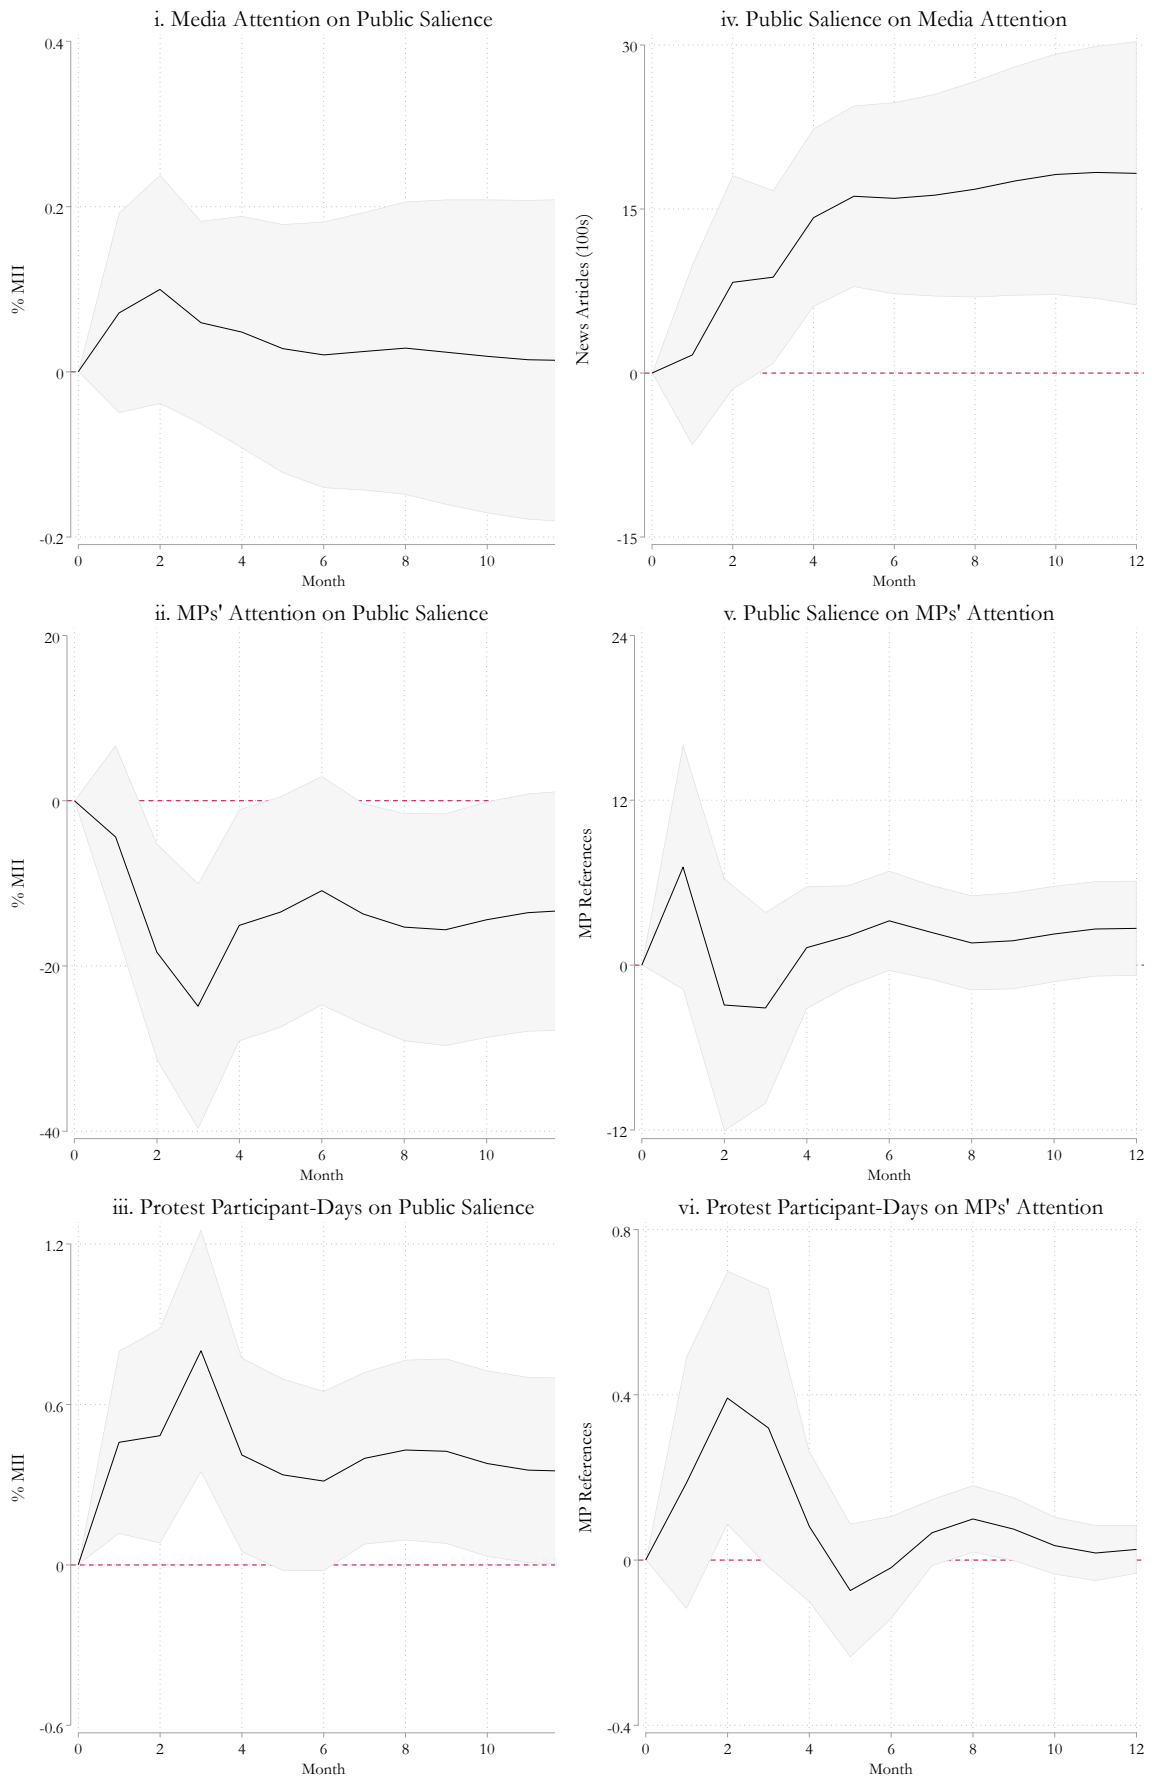 i. Media Attention on Public Salience
0.4
0.2
0
-0.2
% MII
0 2 4 6 8 10
Month
iv. Public Salience on Media Attention
30
15
0
-15
News Articles (100s)
0 2 4 6 8 10 12
Month
ii. MPs' Attention on Public Salience
20
0
-20
-40
% MII
0 2 4 6 8 10
Month
v. Public Salience on MPs' Attention
24
12
0
-12
MP References
0 2 4 6 8 10 12
Month
iii. Protest Participant-Days on Public Salience
1.2
0.6
0
-0.6
% MII
0 2 4 6 8 10
Month
vi. Protest Participant-Days on MPs' Attention
0.8
0.4
0
-0.4
MP References
0 2 4 6 8 10 12
Month